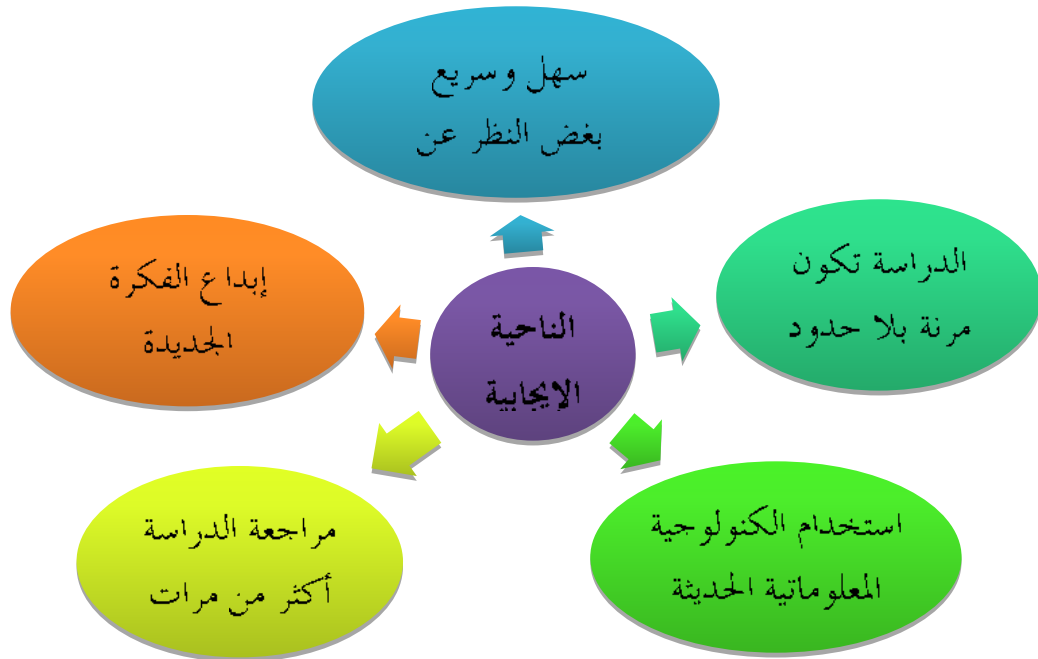 سهل وسريع
بغض النظر عن
الدراسة تكون
مرنة بلا حدود
إبداع الفكرة
الجديدة
الناحية
الإيجابية
استخدام الكنولوجية
المعلوماتية الحديثة
مراجعة الدراسة
أكثر من مرات